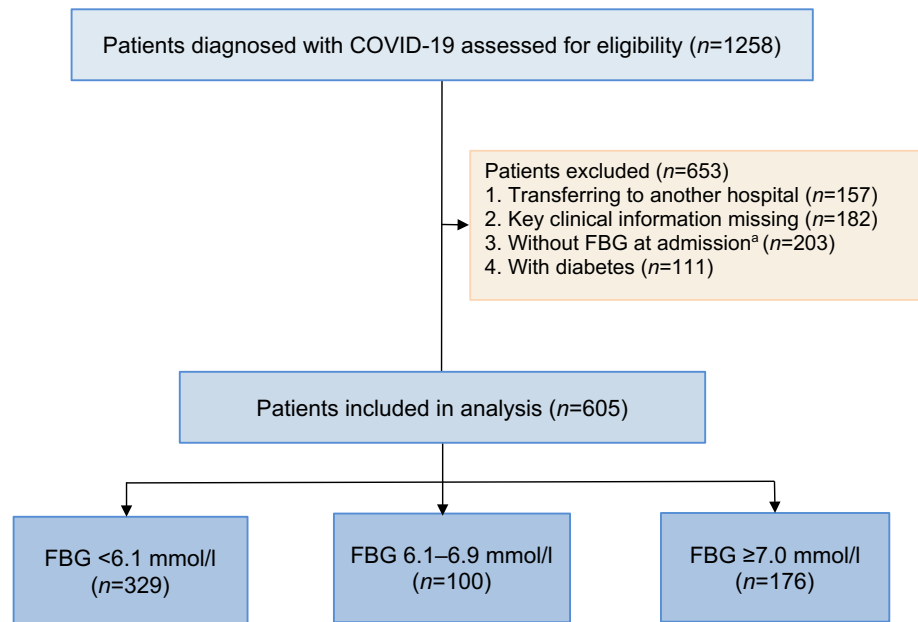 Patients diagnosed with COVID-19 assessed for eligibility (n=1258)
Patients excluded (n=653)
1. Transferring to another hospital (n=157)
2. Key clinical information missing (n=182)
3. Without FBG at admissionᵃ (n=203)
4. With diabetes (n=111)
Patients included in analysis (n=605)
FBG <6.1 mmol/l
(n=329)
FBG 6.1–6.9 mmol/l
(n=100)
FBG ≥7.0 mmol/l
(n=176)